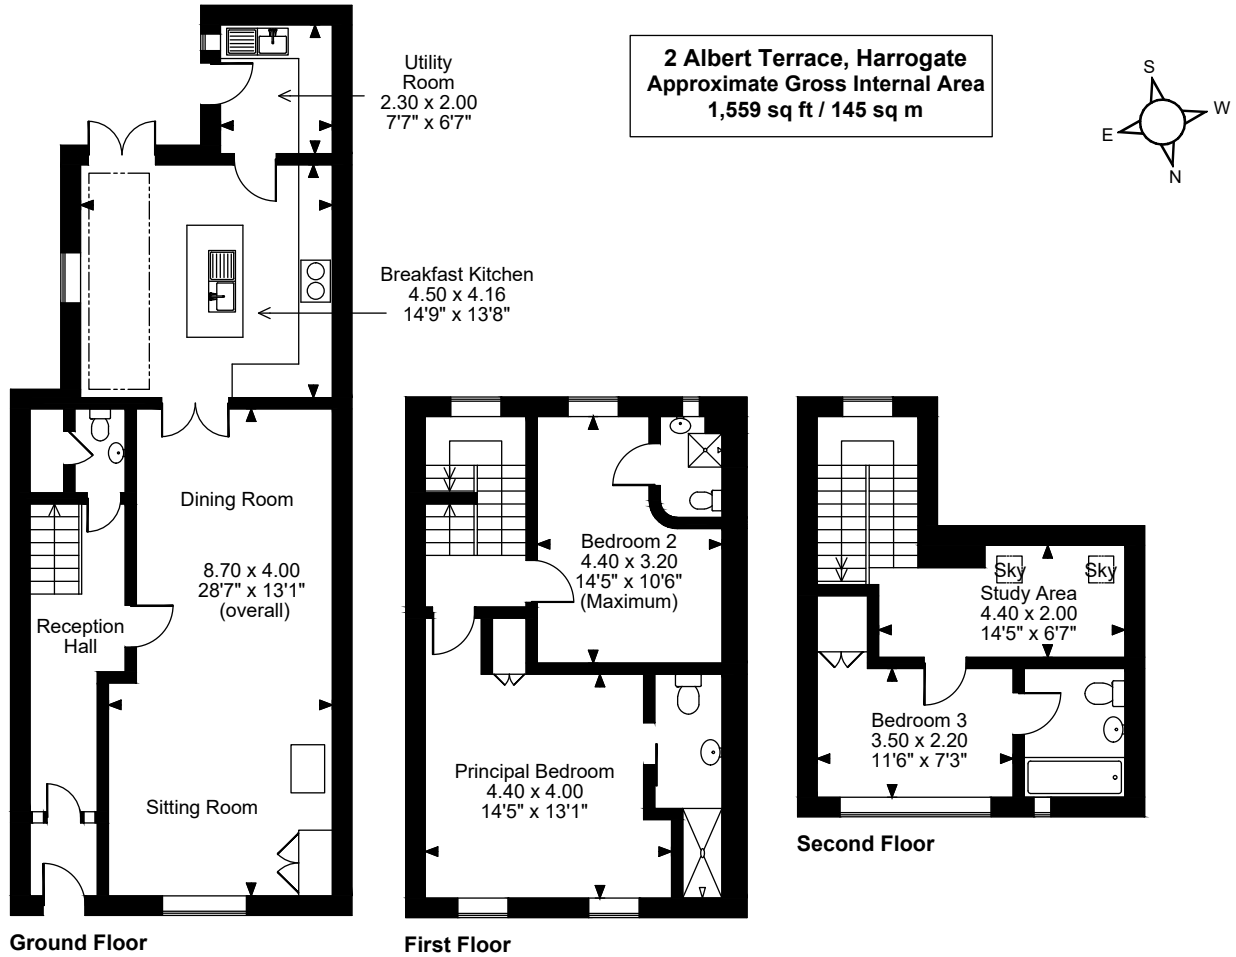 2 Albert Terrace, Harrogate
Approximate Gross Internal Area
1,559 sq ft / 145 sq m
S
W
E
N
Utility
Room
2.30 x 2.00
7'7" x 6'7"
Breakfast Kitchen
4.50 x 4.16
14'9" x 13'8"
Dining Room
8.70 x 4.00
28'7" x 13'1"
(overall)
Reception
Hall
Sitting Room
Ground Floor
Bedroom 2
4.40 x 3.20
14'5" x 10'6"
(Maximum)
Principal Bedroom
4.40 x 4.00
14'5" x 13'1"
First Floor
Sky
Sky
Study Area
4.40 x 2.00
14'5" x 6'7"
Bedroom 3
3.50 x 2.20
11'6" x 7'3"
Second Floor